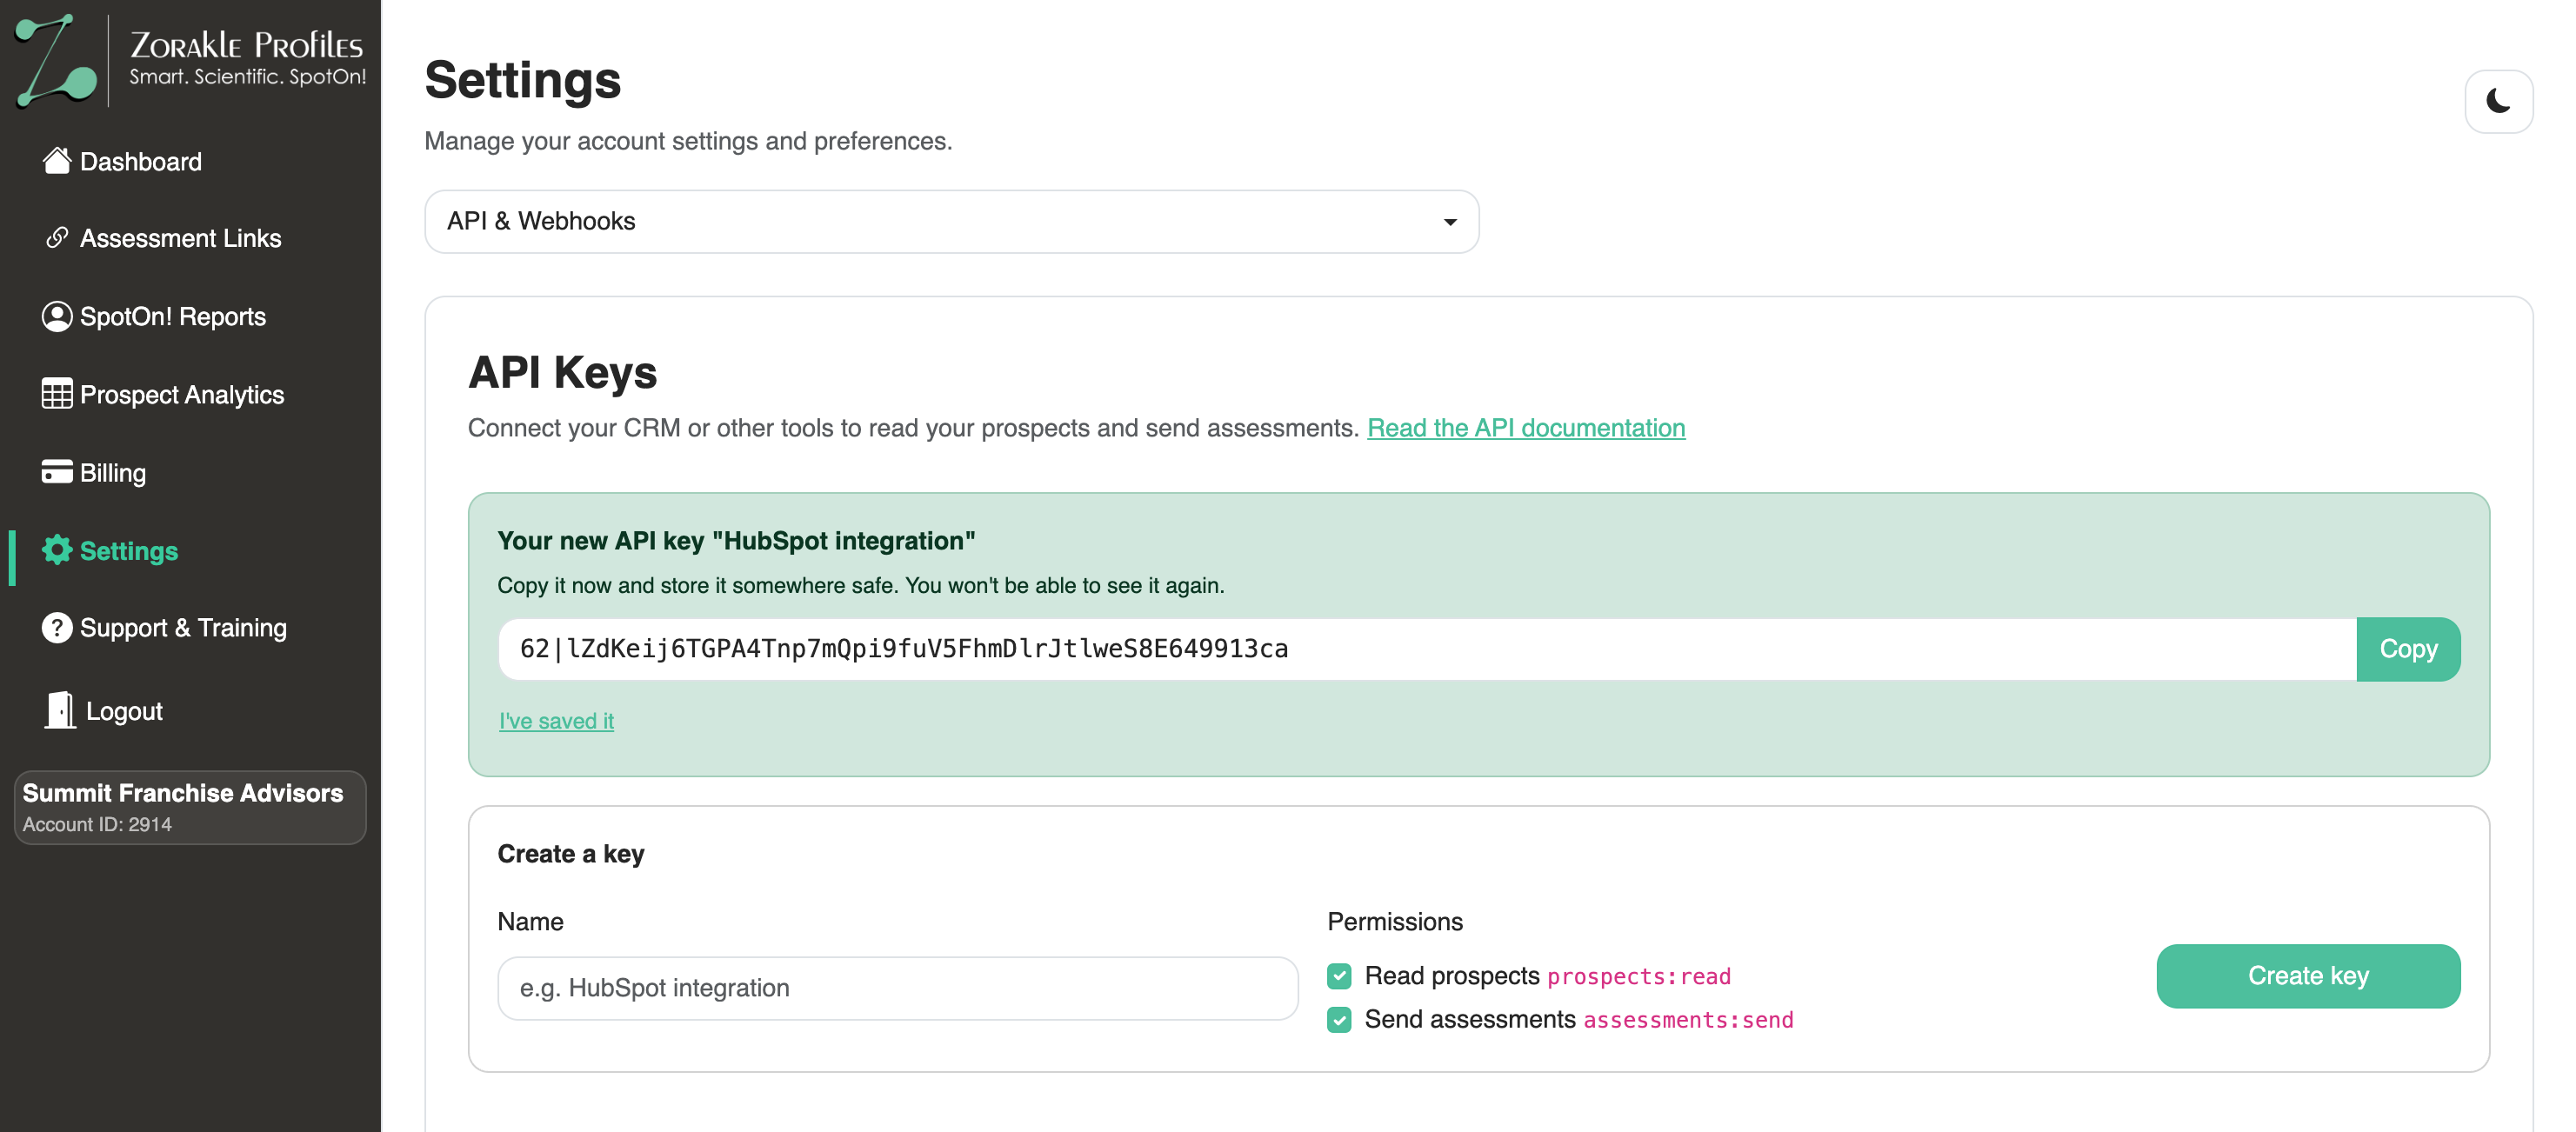 Zorakle Profiles
Smart. Scientific. SpotOn!
Dashboard
Assessment Links
SpotOn! Reports
Prospect Analytics
Billing
Settings
Support & Training
Logout
Summit Franchise Advisors
Account ID: 2914
Settings
Manage your account settings and preferences.
API & Webhooks
API Keys
Connect your CRM or other tools to read your prospects and send assessments. Read the API documentation
Your new API key "HubSpot integration"
Copy it now and store it somewhere safe. You won't be able to see it again.
62|lZdKeij6TGPA4Tnp7mQpi9fuV5FhmDlrJtlweS8E649913ca
Copy
I've saved it
Create a key
Name
e.g. HubSpot integration
Permissions
Read prospects prospects:read
Send assessments assessments:send
Create key